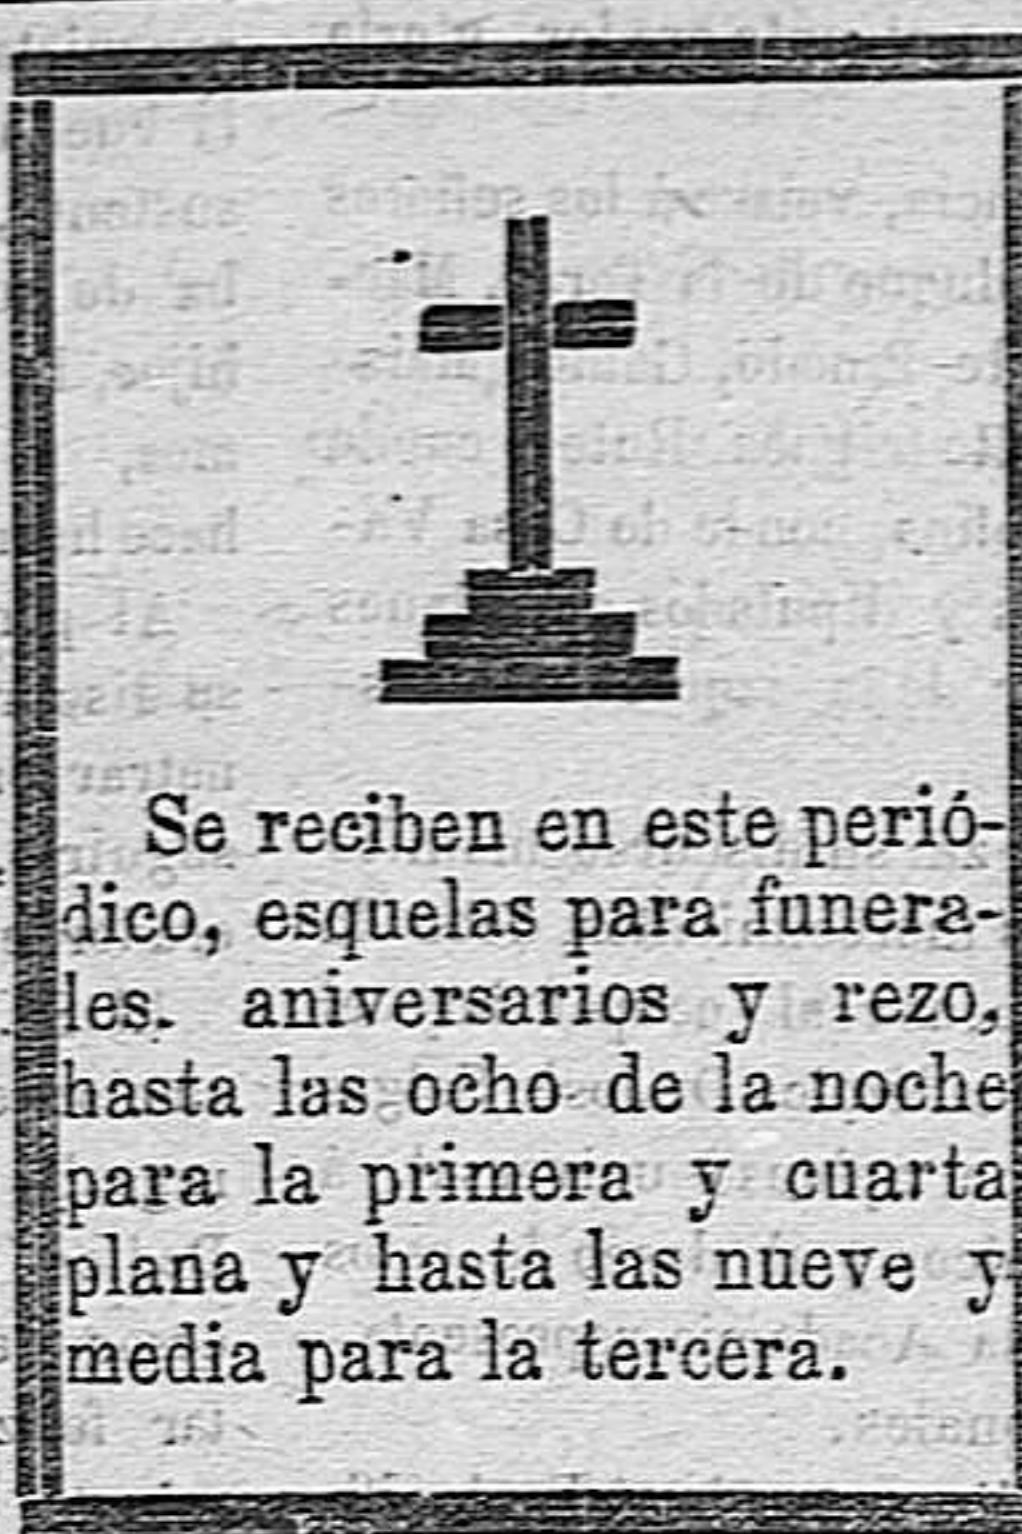 Se reciben en este perió-
dico, esquelas para funera-
les. aniversarios y rezo,
hasta las ocho de la noche
para la primera y cuarta
plana y hasta las nueve y
media para la tercera.